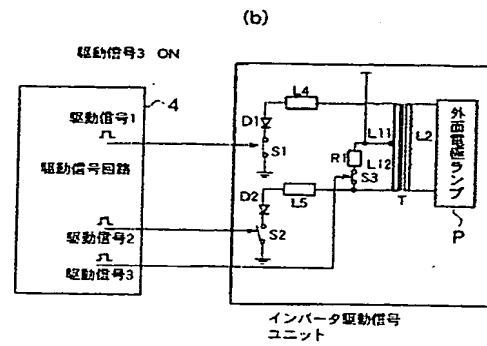 (b)
駆動信号3 ON
4
駆動信号1
駆動信号回路
駆動信号2
駆動信号3
D1
S1
L4
D2
S2
L5
R1
L11
L12
S3
L2
T
外面電極ランプ
P
インバータ駆動信号
ユニット